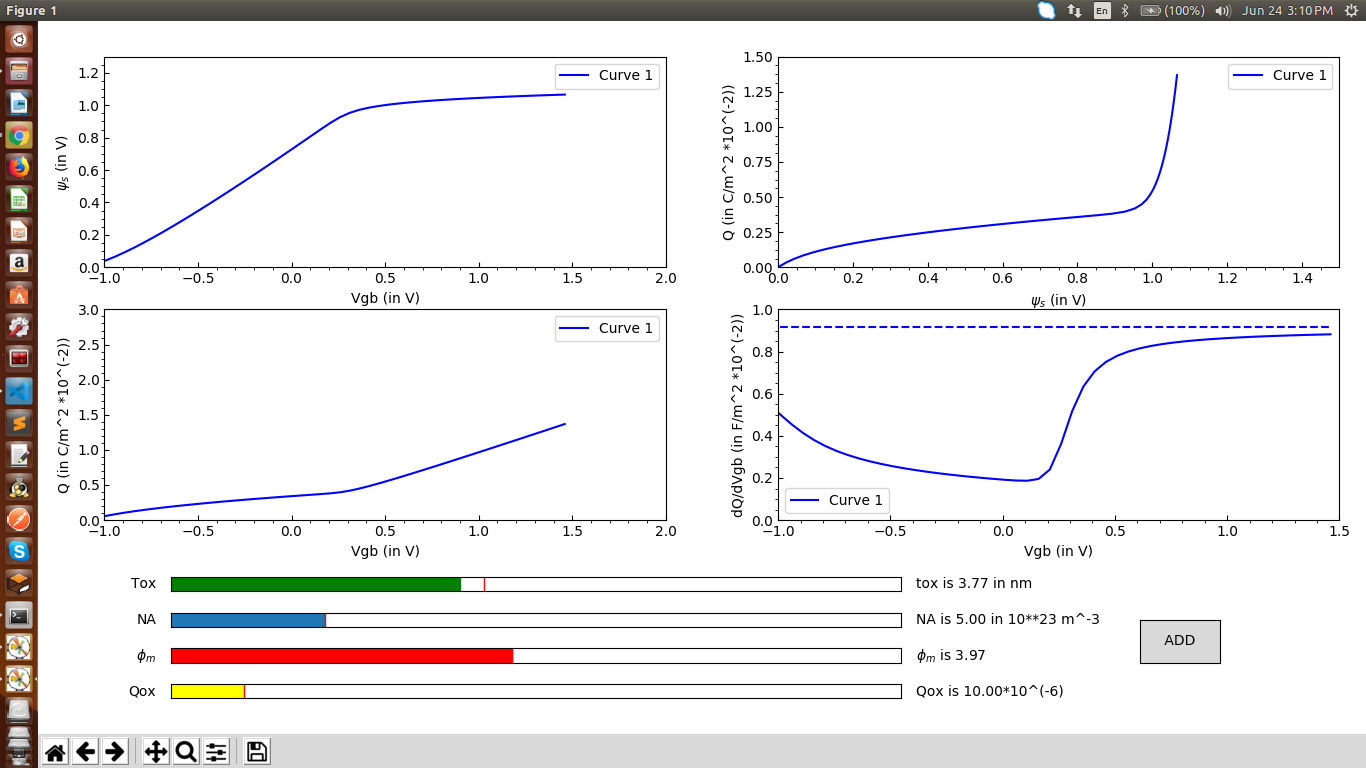 Figure 1
En
(100%)
Jun 24 3:10 PM
Curve 1
1.2
1.0
0.8
0.6
0.4
0.2
0.0
ψs (in V)
−1.0 −0.5 0.0 0.5 1.0 1.5 2.0
Vgb (in V)
Curve 1
1.50
1.25
1.00
0.75
0.50
0.25
0.00
Q (in C/m^2 *10^(-2))
0.0 0.2 0.4 0.6 0.8 1.0 1.2 1.4
ψs (in V)
Curve 1
3.0
2.5
2.0
1.5
1.0
0.5
0.0
Q (in C/m^2 *10^(-2))
−1.0 −0.5 0.0 0.5 1.0 1.5 2.0
Vgb (in V)
1.0
0.8
0.6
0.4
0.2
0.0
dQ/dVgb (in F/m^2 *10^(-2))
Curve 1
−1.0 −0.5 0.0 0.5 1.0 1.5
Vgb (in V)
Tox tox is 3.77 in nm
NA NA is 5.00 in 10**23 m^-3
ϕm ϕm is 3.97
Qox Qox is 10.00*10^(-6)
ADD